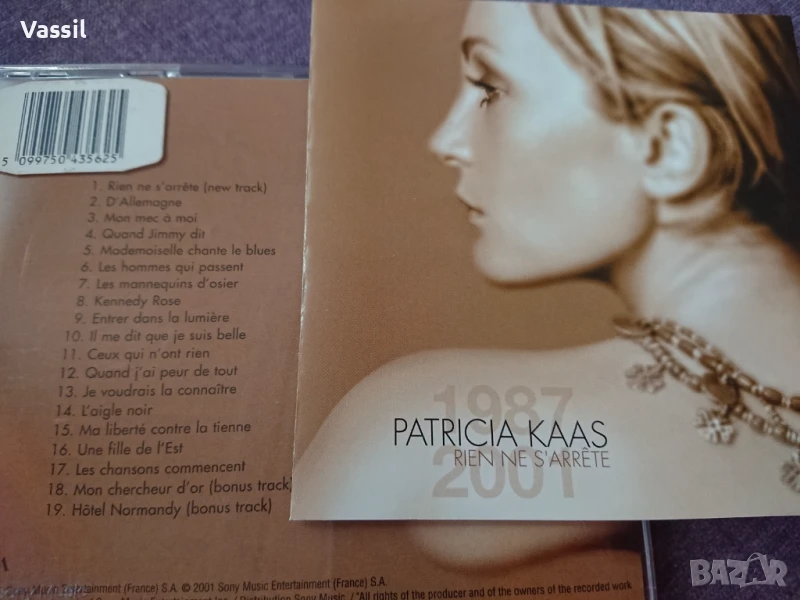 Vassil
5 099750 435625
1. Rien ne s'arrête (new track)
2. D'Allemagne
3. Mon mec à moi
4. Quand Jimmy dit
5. Mademoiselle chante le blues
6. Les hommes qui passent
7. Les mannequins d'osier
8. Kennedy Rose
9. Entrer dans la lumière
10. Il me dit que je suis belle
11. Ceux qui n'ont rien
12. Quand j'ai peur de tout
13. Je voudrais la connaître
14. L'aigle noir
15. Ma liberté contre la tienne
16. Une fille de l'Est
17. Les chansons commencent
18. Mon chercheur d'or (bonus track)
19. Hôtel Normandy (bonus track)
1987
PATRICIA KAAS
RIEN NE S'ARRÊTE
2001
Music Entertainment (France) S.A. © 2001 Sony Music Entertainment (France) S.A.
Distribution Sony Music. / "All rights of the producer and of the owners of the recorded work
BAZAR